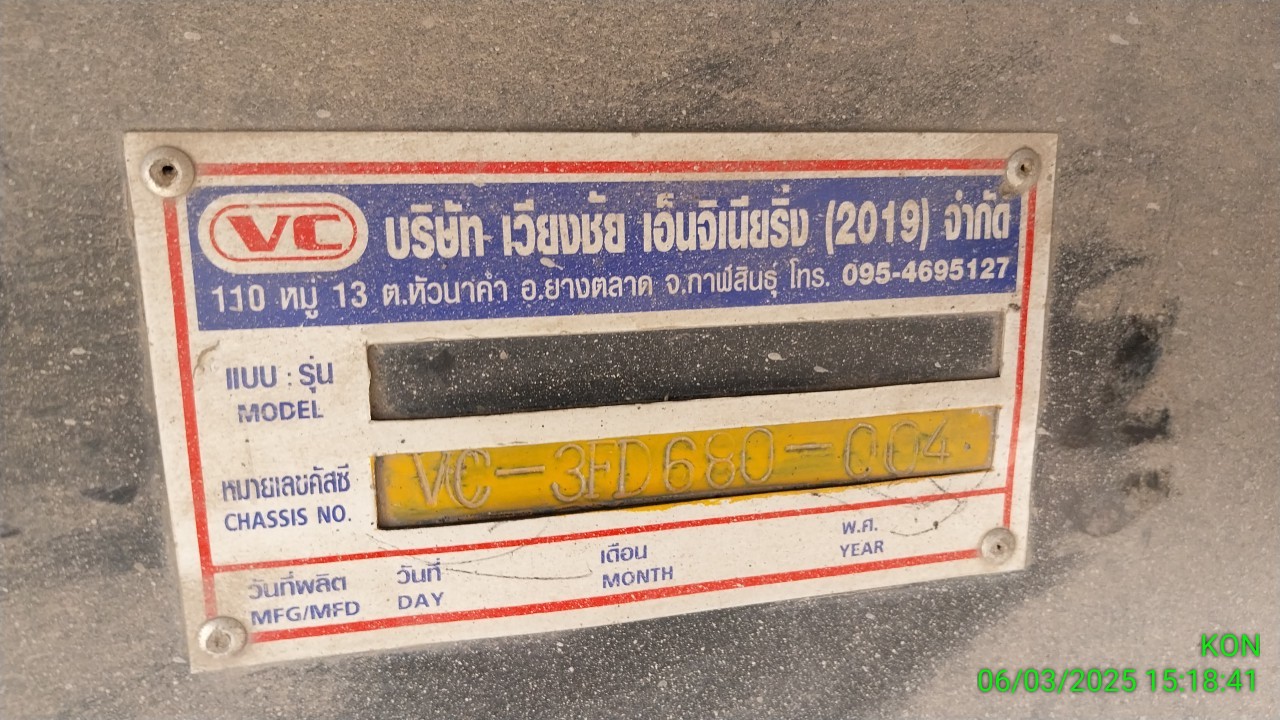 VC บริษัท เวียงชัย เอ็นจิเนียริ่ง (2019) จำกัด
110 หมู่ 13 ต.หัวนาคำ อ.ยางตลาด จ.กาฬสินธุ์ โทร. 095-4695127
แบบ : รุ่น
MODEL
หมายเลขคัสซี
CHASSIS NO.
VC-3FD680-004
วันที่ผลิต วันที่ เดือน พ.ศ.
MFG/MFD DAY MONTH YEAR
KON
06/03/2025 15:18:41